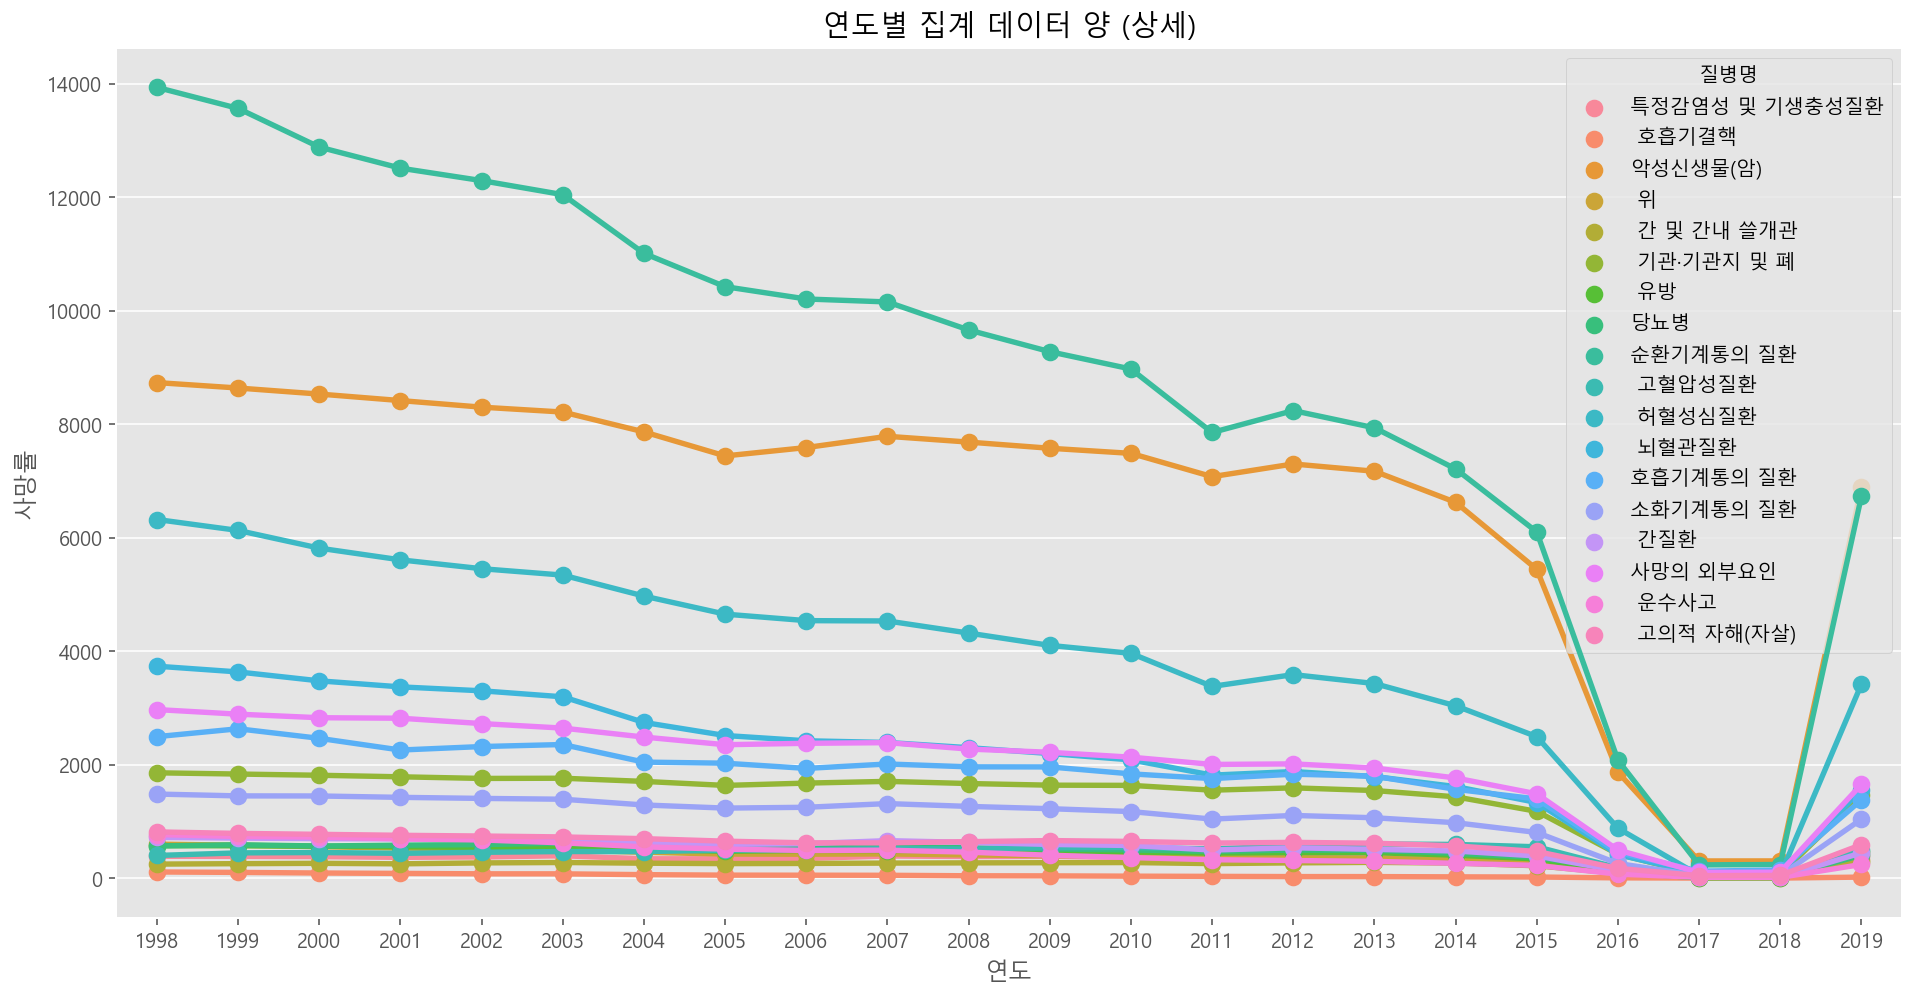 연도별 집계 데이터 양 (상세)
14000
12000
10000
8000
6000
4000
2000
0
사망률
질병명
특정감염성 및 기생충성질환
호흡기결핵
악성신생물(암)
위
간 및 간내 쓸개관
기관·기관지 및 폐
유방
당뇨병
순환기계통의 질환
고혈압성질환
허혈성심질환
뇌혈관질환
호흡기계통의 질환
소화기계통의 질환
간질환
사망의 외부요인
운수사고
고의적 자해(자살)
1998 1999 2000 2001 2002 2003 2004 2005 2006 2007 2008 2009 2010 2011 2012 2013 2014 2015 2016 2017 2018 2019
연도